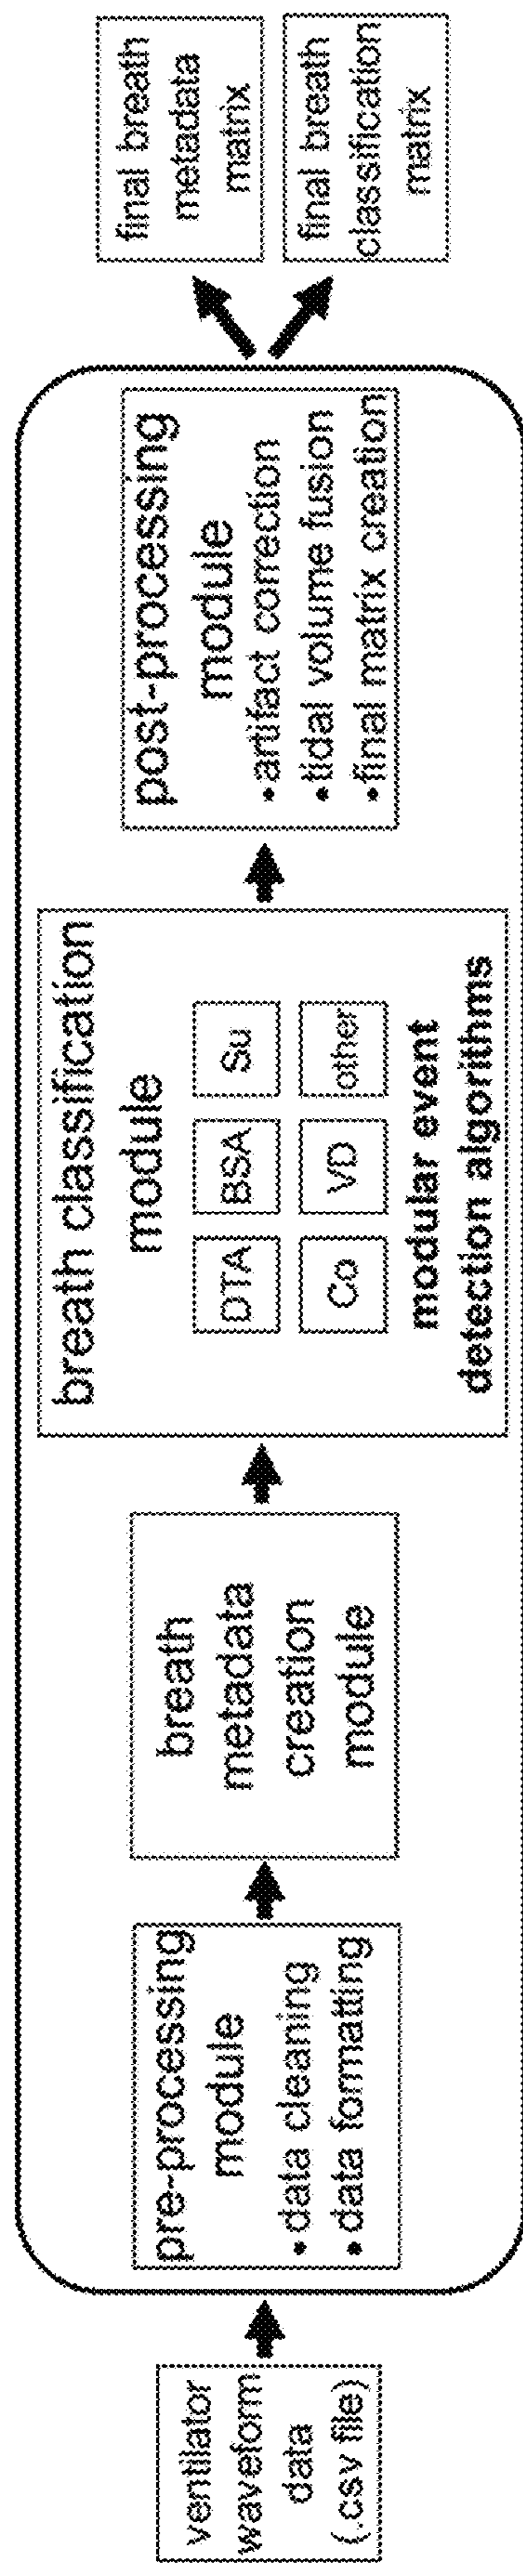 ventilator
waveform
data
(.csv file)
pre-processing
module
• data cleaning
• data formatting
breath
metadata
creation
module
breath classification
module
DTA
BSA
Su
Co
VD
other
modular event
detection algorithms
post-processing
module
• artifact correction
• tidal volume fusion
• final matrix creation
final breath
metadata
matrix
final breath
classification
matrix